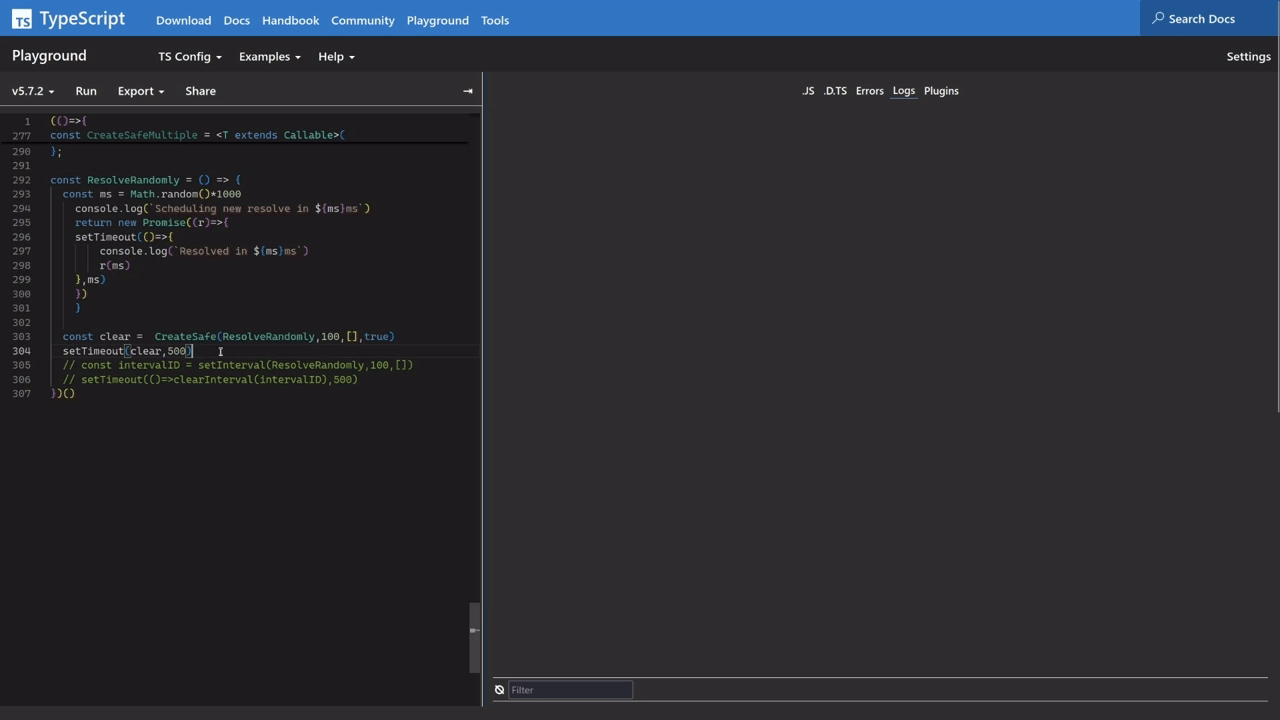 TS TypeScript Download Docs Handbook Community Playground Tools Search Docs
Playground TS Config Examples Help Settings
v5.7.2 Run Export Share .JS .D.TS Errors Logs Plugins
1 (()=>{
277 const CreateSafeMultiple = <T extends Callable>(
290 };
291
292 const ResolveRandomly = () => {
293 const ms = Math.random()*1000
294 console.log(`Scheduling new resolve in ${ms}ms`)
295 return new Promise((r)=>{
296 setTimeout(()=>{
297 console.log(`Resolved in ${ms}ms`)
298 r(ms)
299 },ms)
300 })
301 }
302
303 const clear =  CreateSafe(ResolveRandomly,100,[],true)
304 setTimeout(clear,500)
305 // const intervalID = setInterval(ResolveRandomly,100,[])
306 // setTimeout(()=>clearInterval(intervalID),500)
307 })()
Filter